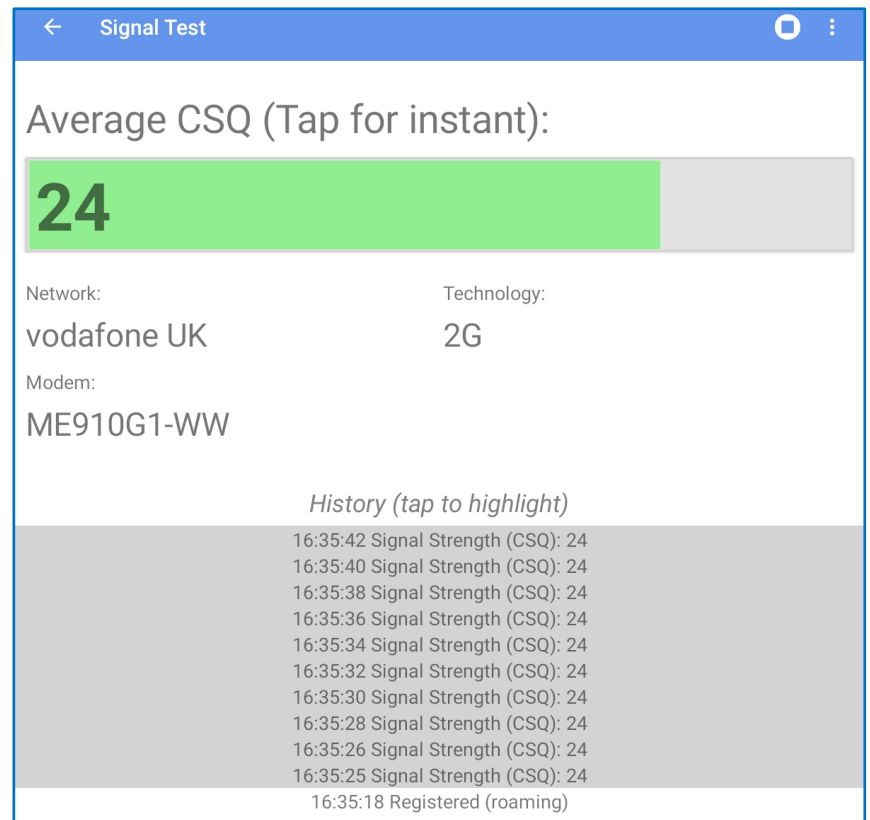 Signal Test
Average CSQ (Tap for instant):
24
Network:
Technology:
vodafone UK
2G
Modem:
ME910G1-WW
History (tap to highlight)
16:35:42 Signal Strength (CSQ): 24
16:35:40 Signal Strength (CSQ): 24
16:35:38 Signal Strength (CSQ): 24
16:35:36 Signal Strength (CSQ): 24
16:35:34 Signal Strength (CSQ): 24
16:35:32 Signal Strength (CSQ): 24
16:35:30 Signal Strength (CSQ): 24
16:35:28 Signal Strength (CSQ): 24
16:35:26 Signal Strength (CSQ): 24
16:35:25 Signal Strength (CSQ): 24
16:35:18 Registered (roaming)